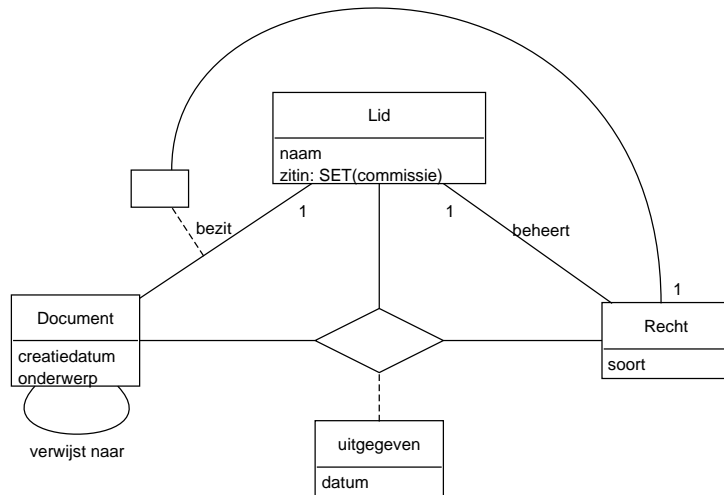 Lid
naam
zitin: SET(commissie)
bezit
1
1
beheert
1
Document
creatiedatum
onderwerp
Recht
soort
verwijst naar
uitgegeven
datum